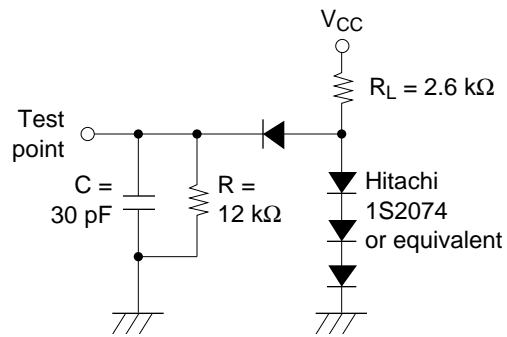 V_CC
R_L = 2.6 kΩ
Test
point
C =
30 pF
R =
12 kΩ
Hitachi
1S2074
or equivalent